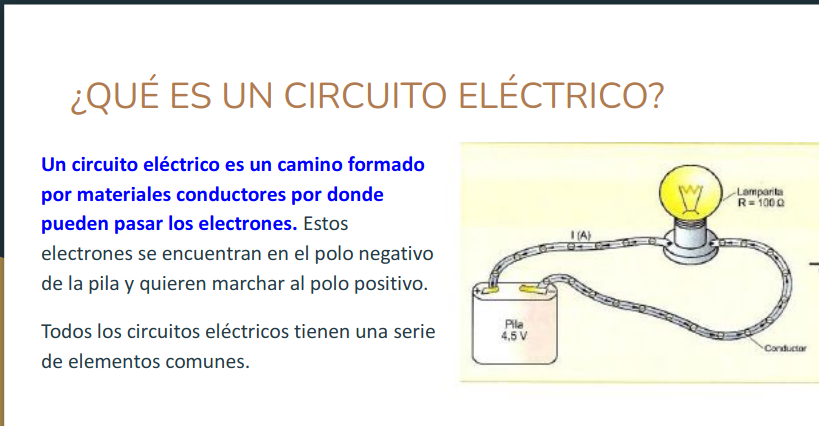 ¿QUÉ ES UN CIRCUITO ELÉCTRICO?
Un circuito eléctrico es un camino formado
por materiales conductores por donde
pueden pasar los electrones. Estos
electrones se encuentran en el polo negativo
de la pila y quieren marchar al polo positivo.
Todos los circuitos eléctricos tienen una serie
de elementos comunes.
Lamparita
R = 100 Ω
I (A)
+ −
Pila
4,5 V
Conductor